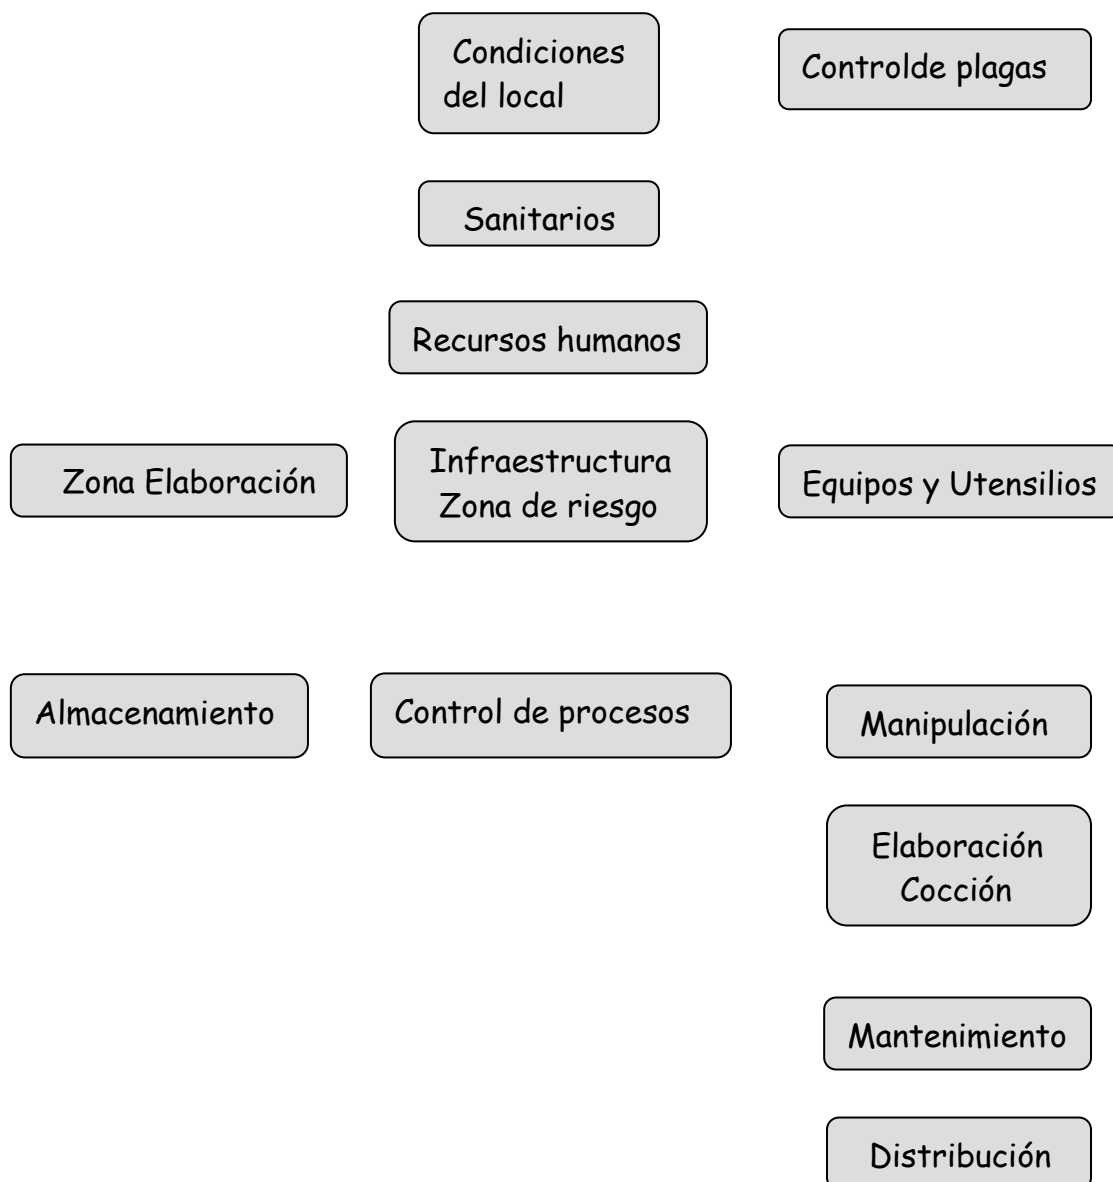 Condiciones
del local
Controlde plagas
Sanitarios
Recursos humanos
Zona Elaboración
Infraestructura
Zona de riesgo
Equipos y Utensilios
Almacenamiento
Control de procesos
Manipulación
Elaboración
Cocción
Mantenimiento
Distribución